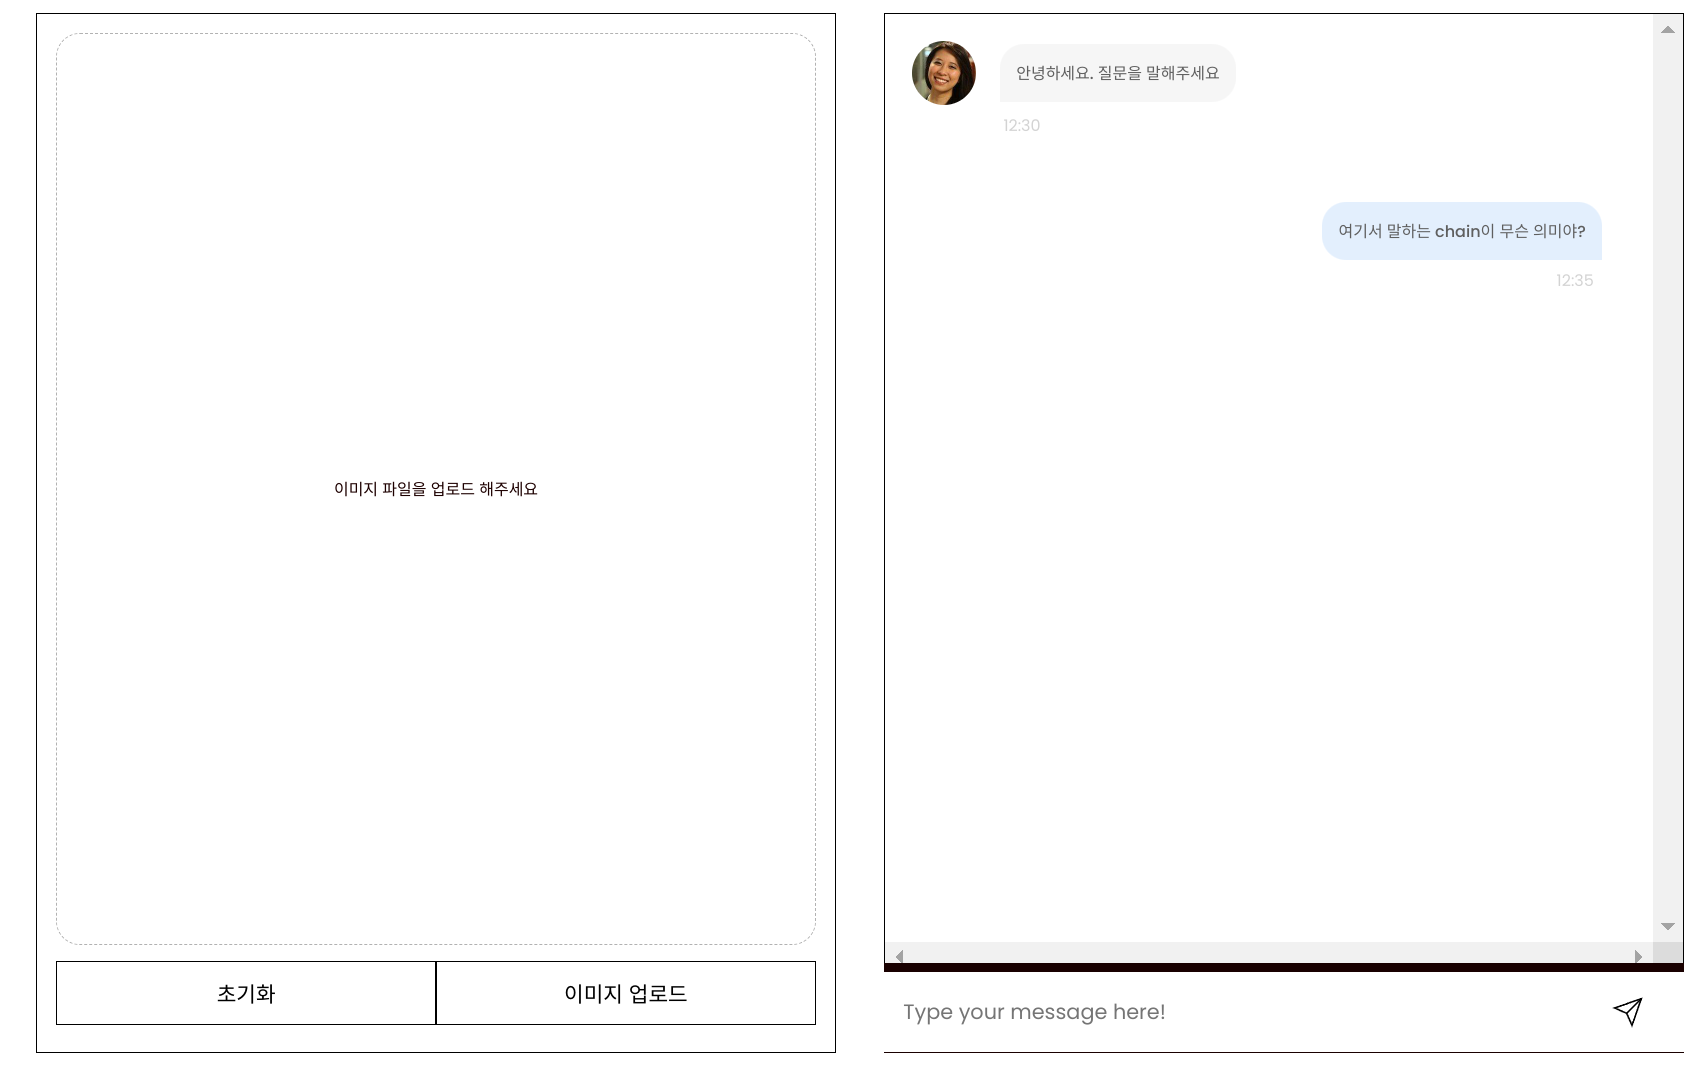 이미지 파일을 업로드 해주세요
초기화
이미지 업로드
안녕하세요. 질문을 말해주세요
12:30
여기서 말하는 chain이 무슨 의미야?
12:35
Type your message here!